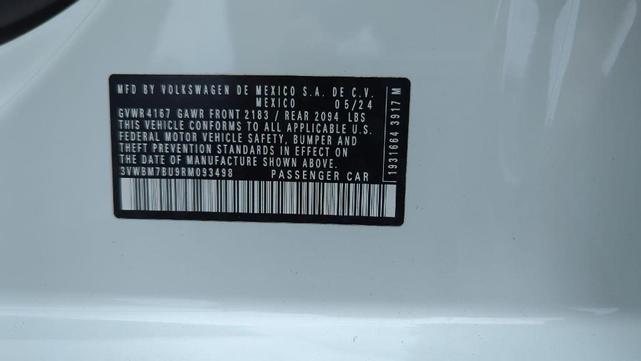 MFD BY VOLKSWAGEN DE MEXICO S.A. DE C.V.
MEXICO 05/24
GVWR4167 GAWR FRONT 2183 / REAR 2094 LBS
THIS VEHICLE CONFORMS TO ALL APPLICABLE U.S.
FEDERAL MOTOR VEHICLE SAFETY, BUMPER AND
THEFT PREVENTION STANDARDS IN EFFECT ON
THE DATE OF MANUFACTURE SHOWN ABOVE.
3VWBM7BU9RM093498 PASSENGER CAR
1931664 3917 M